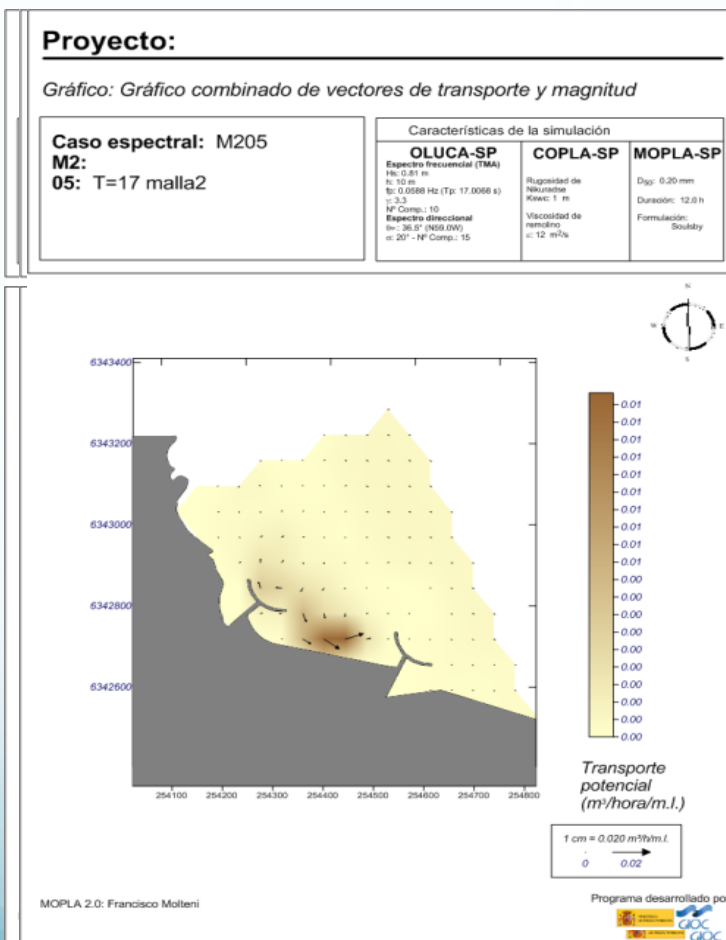 Proyecto:
Gráfico: Gráfico combinado de vectores de transporte y magnitud
Caso espectral: M205
M2:
05: T=17 malla2
Características de la simulación
OLUCA-SP
Espectro frecuencial (TMA)
Hs: 0.81 m
h: 10 m
fp: 0.0588 Hz (Tp: 17.0068 s)
γ: 3.3
Nº Comp.: 10
Espectro direccional
θm: 36.5° (N59.0W)
σ: 20° - Nº Comp.: 15
COPLA-SP
Rugosidad de
Nikuradse
Kswc: 1 m
Viscosidad de
remolino
ε: 12 m²/s
MOPLA-SP
D50: 0.20 mm
Duración: 12.0 h
Formulación:
Soulsby
N
W
E
S
6343400
6343200
6343000
6342800
6342600
254100 254200 254300 254400 254500 254600 254700 254800
0.01
0.01
0.01
0.01
0.01
0.01
0.01
0.01
0.01
0.01
0.00
0.00
0.00
0.00
0.00
0.00
0.00
0.00
0.00
0.00
Transporte
potencial
(m³/hora/m.l.)
1 cm = 0.020 m³/h/m.l.
0 0.02
MOPLA 2.0: Francisco Molteni
Programa desarrollado po
GIOC
GIOC